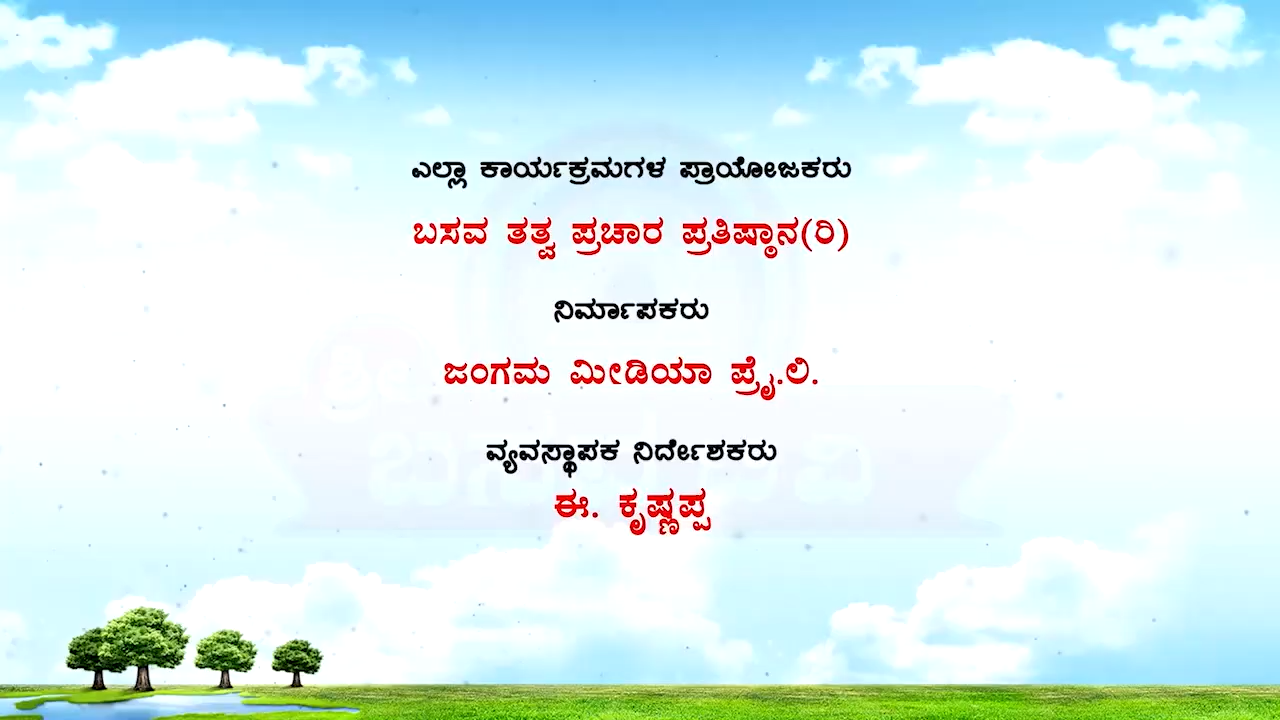 ಎಲ್ಲಾ ಕಾರ್ಯಕ್ರಮಗಳ ಪ್ರಾಯೋಜಕರು
ಬಸವ ತತ್ವ ಪ್ರಚಾರ ಪ್ರತಿಷ್ಠಾನ(ರಿ)
ನಿರ್ಮಾಪಕರು
ಜಂಗಮ ಮೀಡಿಯಾ ಪ್ರೈ.ಲಿ.
ವ್ಯವಸ್ಥಾಪಕ ನಿರ್ದೇಶಕರು
ಈ. ಕೃಷ್ಣಪ್ಪ